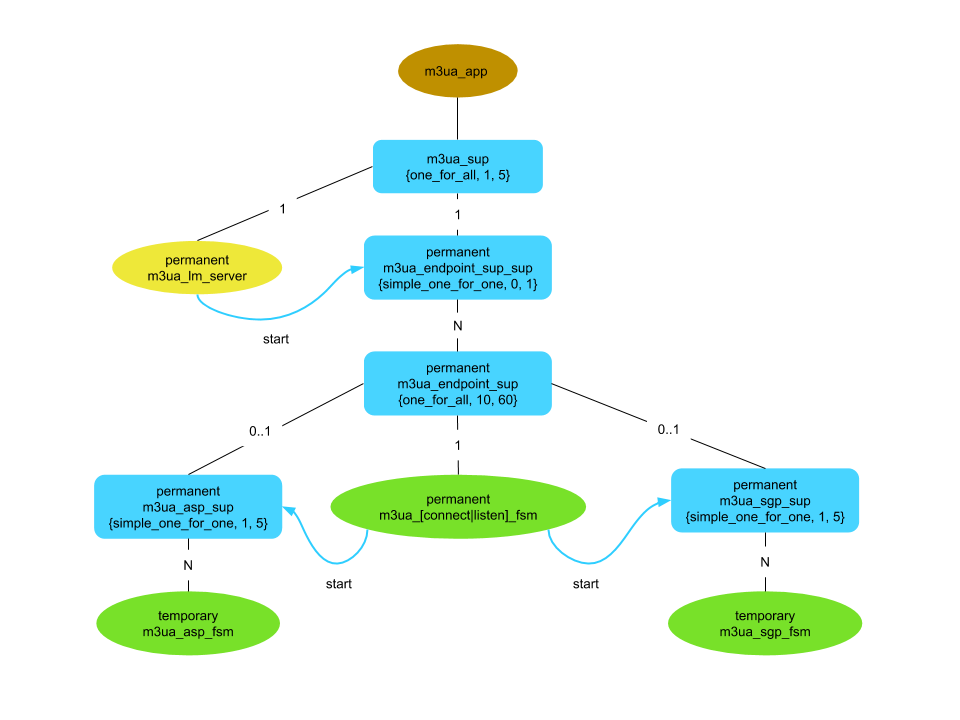 m3ua_app
m3ua_sup
{one_for_all, 1, 5}
1
1
permanent
m3ua_lm_server
permanent
m3ua_endpoint_sup_sup
{simple_one_for_one, 0, 1}
start
N
permanent
m3ua_endpoint_sup
{one_for_all, 10, 60}
0..1
1
0..1
permanent
m3ua_asp_sup
{simple_one_for_one, 1, 5}
permanent
m3ua_[connect|listen]_fsm
permanent
m3ua_sgp_sup
{simple_one_for_one, 1, 5}
N
start
start
N
temporary
m3ua_asp_fsm
temporary
m3ua_sgp_fsm